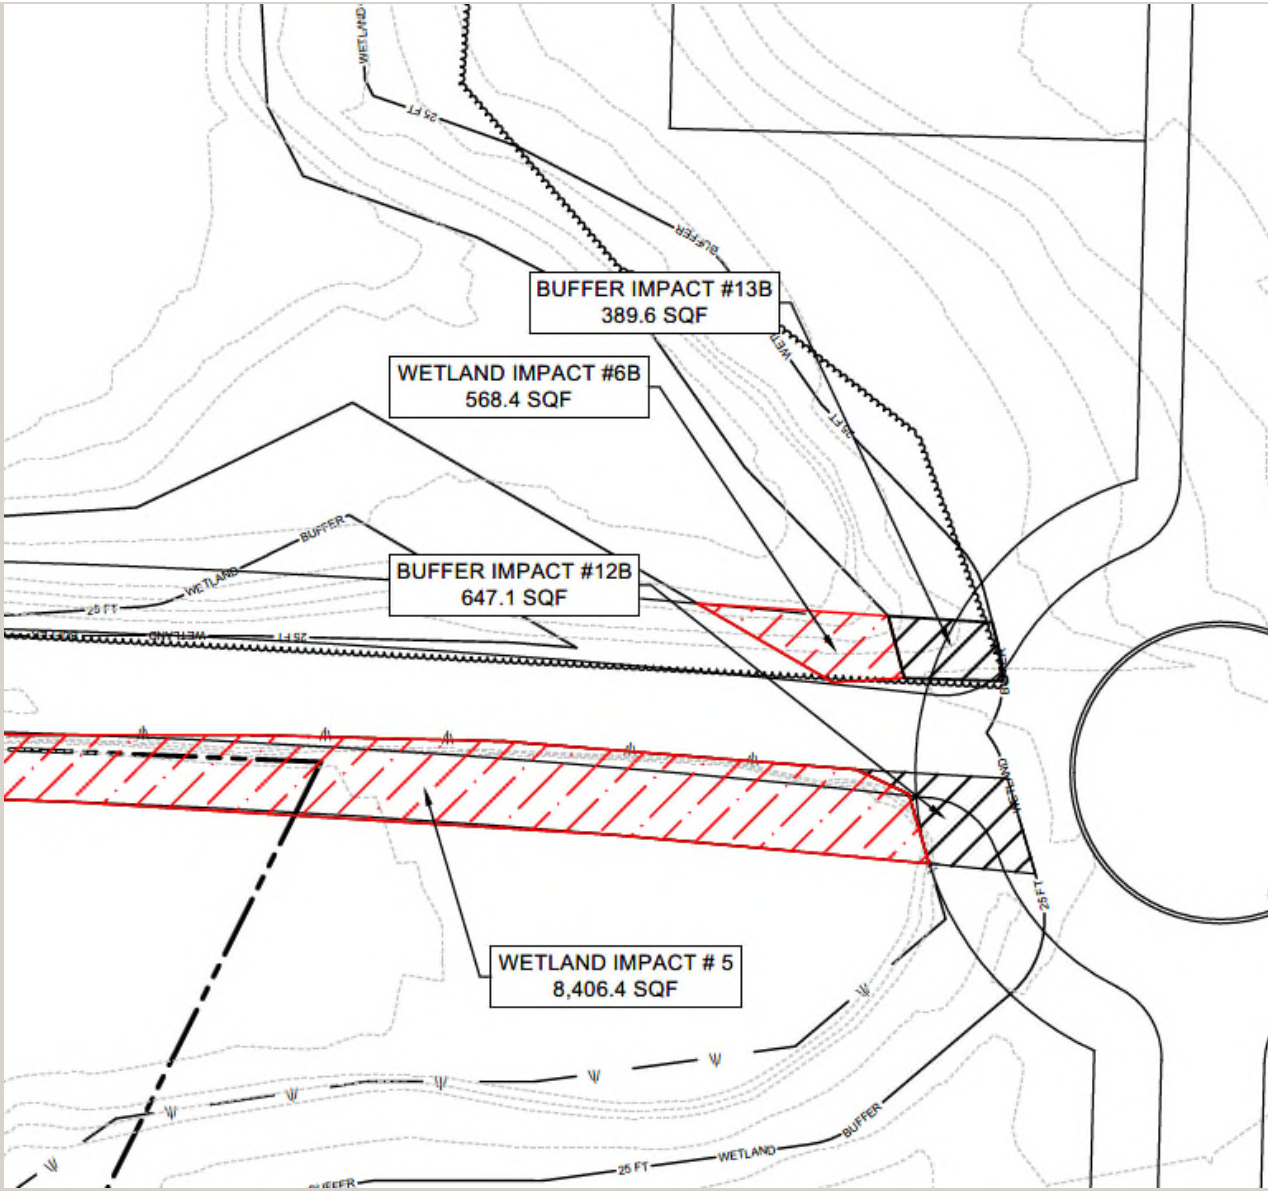 WETLAND
25 FT
BUFFER
BUFFER IMPACT #13B
389.6 SQF
WETLAND IMPACT #6B
568.4 SQF
25 FT
BUFFER
WETLAND
25 FT
BUFFER IMPACT #12B
647.1 SQF
WETLAND
25 FT
WETLAND
25 FT
WETLAND IMPACT # 5
8,406.4 SQF
BUFFER
WETLAND
25 FT
BUFFER